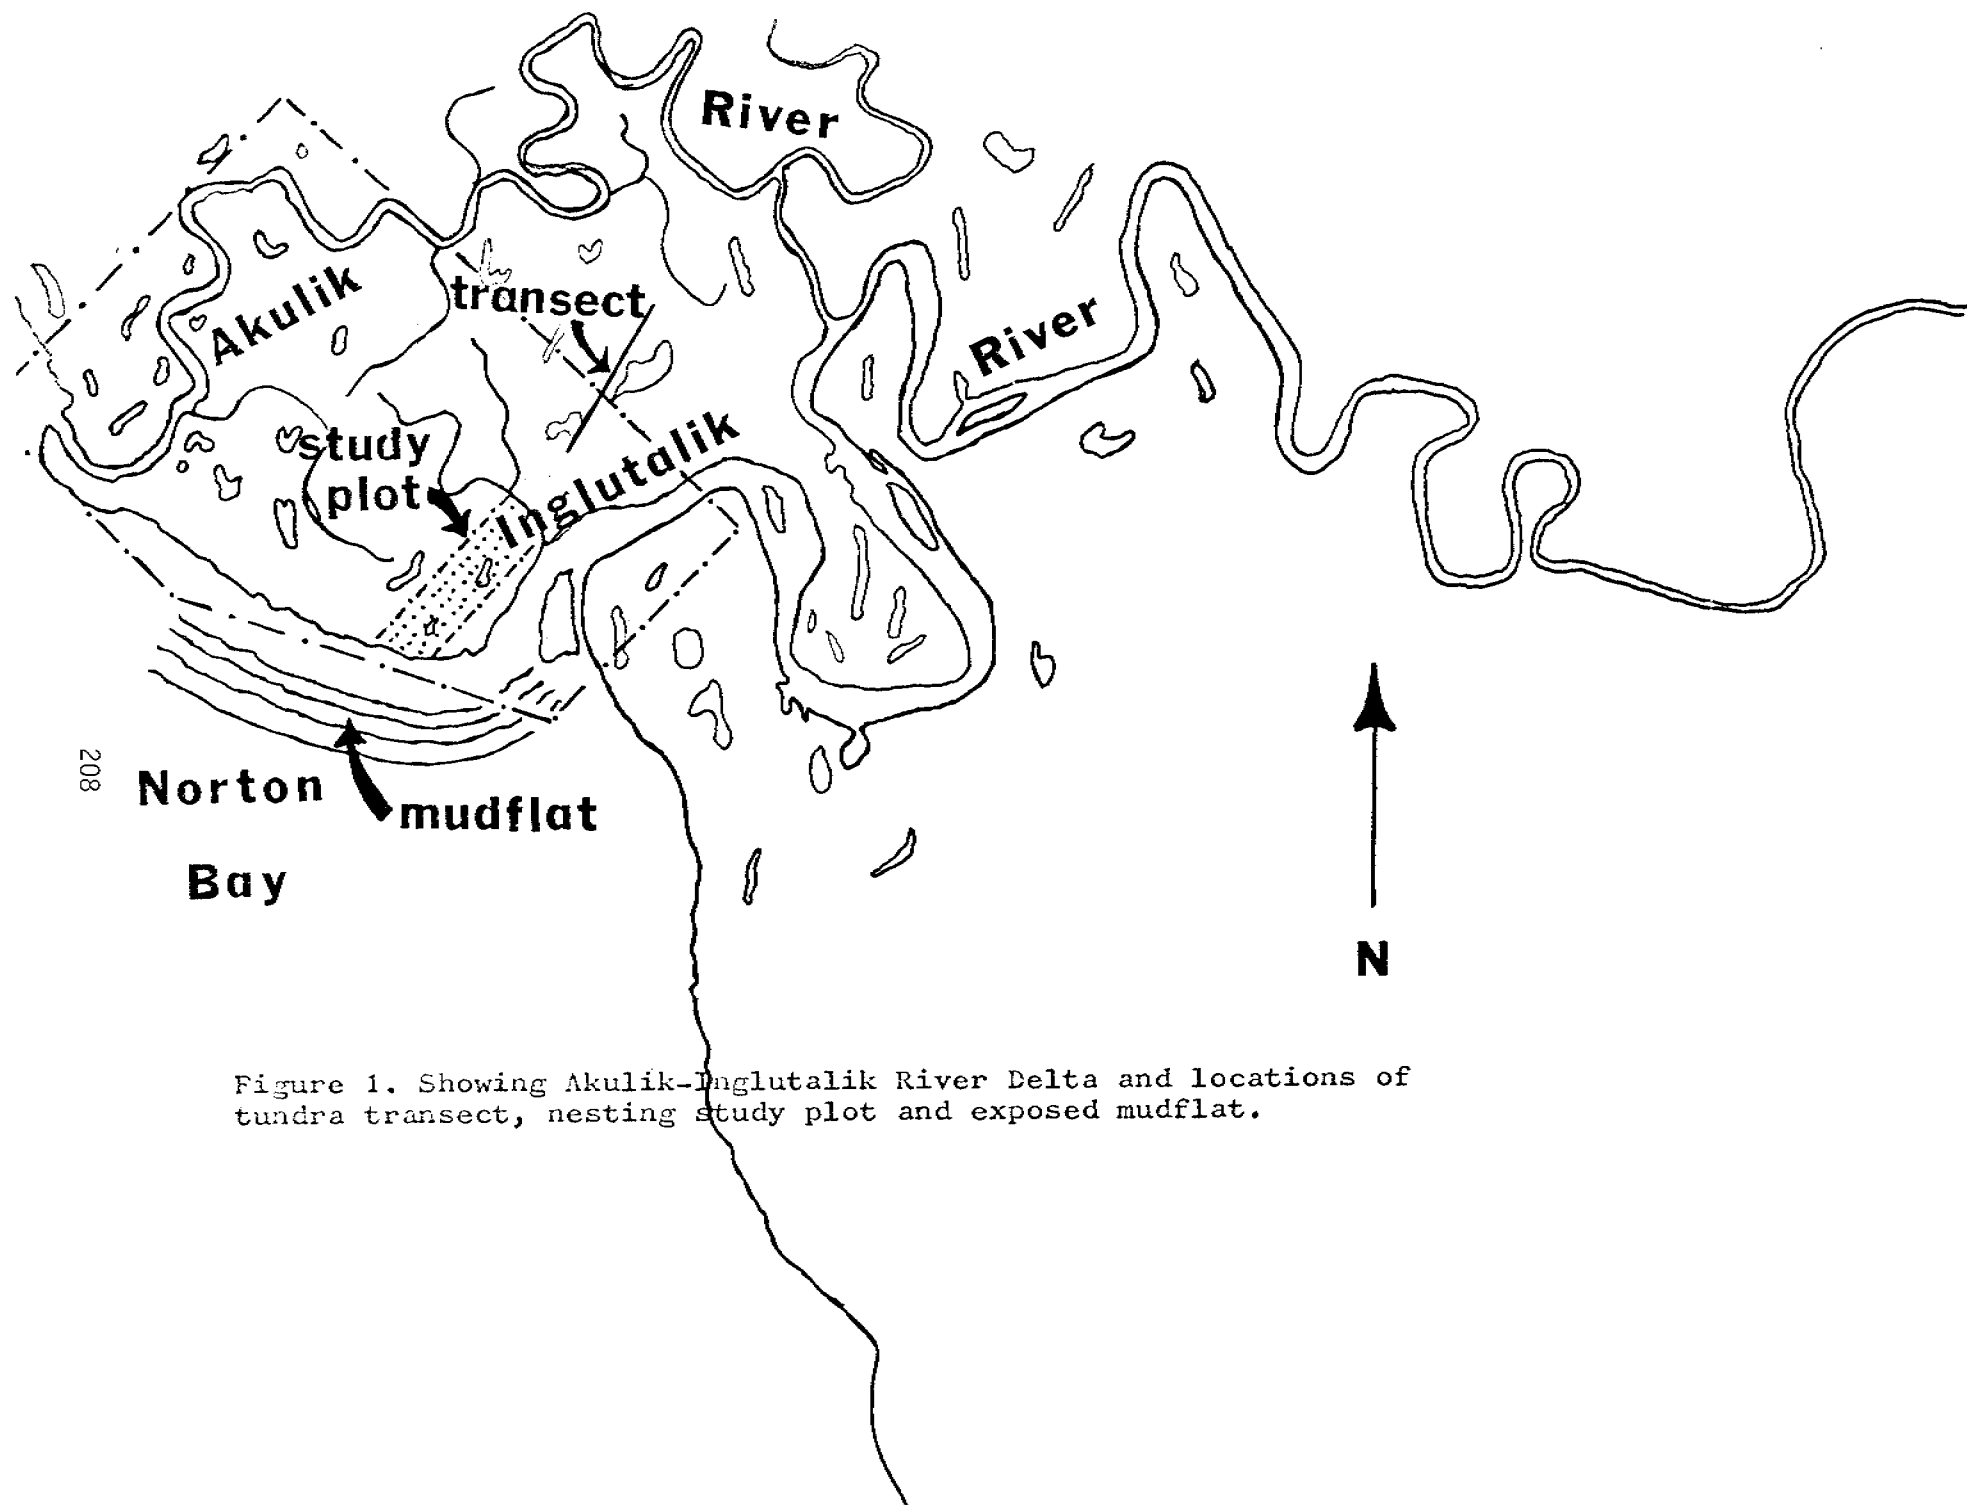 River
Akulik
transect
River
study
plot
Inglutalik
208
Norton
Bay
mudflat
N
Figure 1. Showing Akulik-Inglutalik River Delta and locations of
tundra transect, nesting study plot and exposed mudflat.